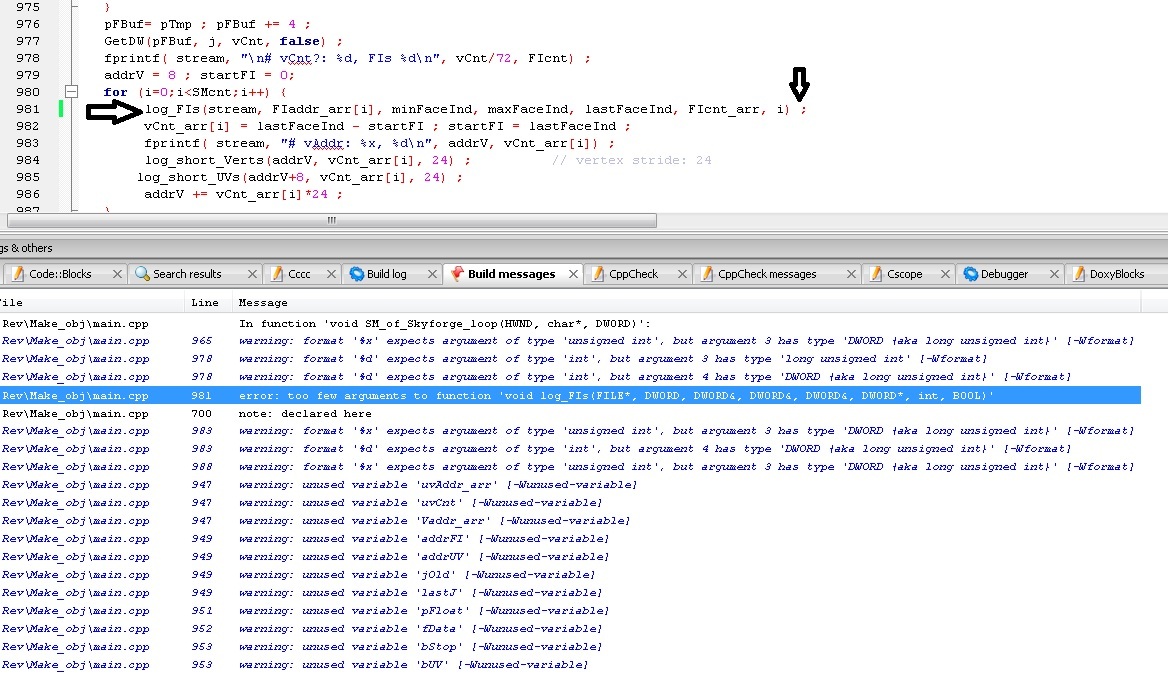 975 }
976 pFBuf= pTmp ; pFBuf += 4 ;
977 GetDW(pFBuf, j, vCnt, false) ;
978 fprintf( stream, "\n# vCnt?: %d, FIs %d\n", vCnt/72, FICnt) ;
979 addrV = 8 ; startFI = 0;
980 for (i=0;i<SMcnt;i++) {
981 log_FIs(stream, FIaddr_arr[i], minFaceInd, maxFaceInd, lastFaceInd, FIcnt_arr, i) ;
982 vCnt_arr[i] = lastFaceInd - startFI ; startFI = lastFaceInd ;
983 fprintf( stream, "# vAddr: %x, %d\n", addrV, vCnt_arr[i]) ;
984 log_short_Verts(addrV, vCnt_arr[i], 24) ; // vertex stride: 24
985 log_short_UVs(addrV+8, vCnt_arr[i], 24) ;
986 addrV += vCnt_arr[i]*24 ;
987 }
gs & others
Code::Blocks Search results Cccc Build log Build messages CppCheck CppCheck messages Cscope Debugger DoxyBlocks
File Line Message
Rev\Make_obj\main.cpp In function 'void SM_of_Skyforge_loop(HWND, char*, DWORD)':
Rev\Make_obj\main.cpp 965 warning: format '%x' expects argument of type 'unsigned int', but argument 3 has type 'DWORD {aka long unsigned int}' [-Wformat]
Rev\Make_obj\main.cpp 978 warning: format '%d' expects argument of type 'int', but argument 3 has type 'long unsigned int' [-Wformat]
Rev\Make_obj\main.cpp 978 warning: format '%d' expects argument of type 'int', but argument 4 has type 'DWORD {aka long unsigned int}' [-Wformat]
Rev\Make_obj\main.cpp 981 error: too few arguments to function 'void log_FIs(FILE*, DWORD, DWORD&, DWORD&, DWORD&, DWORD*, int, BOOL)'
Rev\Make_obj\main.cpp 700 note: declared here
Rev\Make_obj\main.cpp 983 warning: format '%x' expects argument of type 'unsigned int', but argument 3 has type 'DWORD {aka long unsigned int}' [-Wformat]
Rev\Make_obj\main.cpp 983 warning: format '%d' expects argument of type 'int', but argument 4 has type 'DWORD {aka long unsigned int}' [-Wformat]
Rev\Make_obj\main.cpp 988 warning: format '%x' expects argument of type 'unsigned int', but argument 3 has type 'DWORD {aka long unsigned int}' [-Wformat]
Rev\Make_obj\main.cpp 947 warning: unused variable 'uvAddr_arr' [-Wunused-variable]
Rev\Make_obj\main.cpp 947 warning: unused variable 'uvCnt' [-Wunused-variable]
Rev\Make_obj\main.cpp 947 warning: unused variable 'Vaddr_arr' [-Wunused-variable]
Rev\Make_obj\main.cpp 949 warning: unused variable 'addrFI' [-Wunused-variable]
Rev\Make_obj\main.cpp 949 warning: unused variable 'addrUV' [-Wunused-variable]
Rev\Make_obj\main.cpp 949 warning: unused variable 'jOld' [-Wunused-variable]
Rev\Make_obj\main.cpp 949 warning: unused variable 'lastJ' [-Wunused-variable]
Rev\Make_obj\main.cpp 951 warning: unused variable 'pFloat' [-Wunused-variable]
Rev\Make_obj\main.cpp 952 warning: unused variable 'fData' [-Wunused-variable]
Rev\Make_obj\main.cpp 953 warning: unused variable 'bStop' [-Wunused-variable]
Rev\Make_obj\main.cpp 953 warning: unused variable 'bUV' [-Wunused-variable]